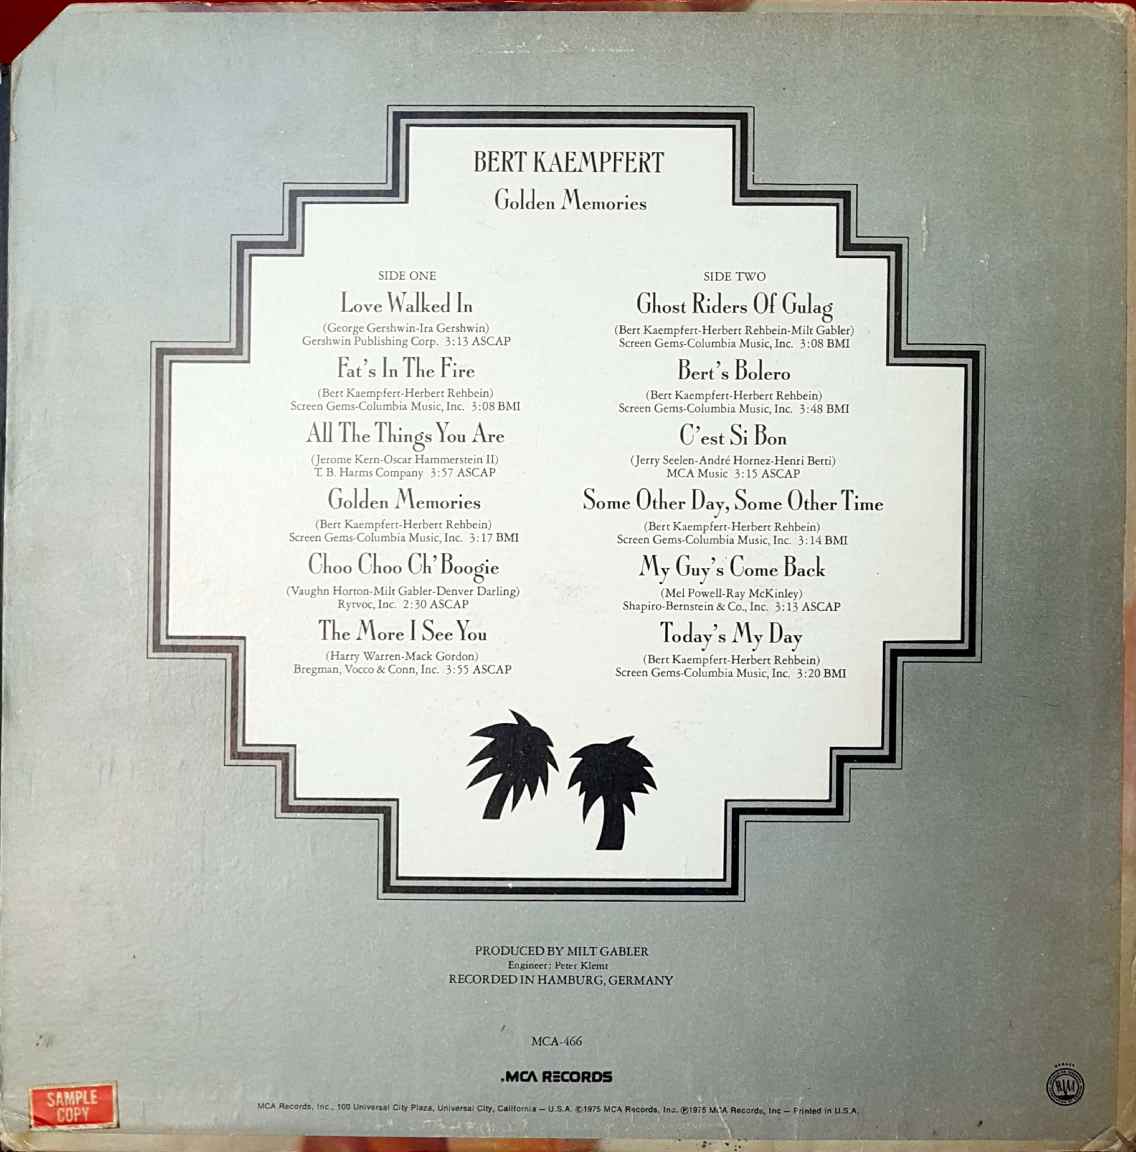 BERT KAEMPFERT
Golden Memories
SIDE ONE
Love Walked In
(George Gershwin-Ira Gershwin)
Gershwin Publishing Corp. 3:13 ASCAP
Fat's In The Fire
(Bert Kaempfert-Herbert Rehbein)
Screen Gems-Columbia Music, Inc. 3:08 BMI
All The Things You Are
(Jerome Kern-Oscar Hammerstein II)
T. B. Harms Company 3:57 ASCAP
Golden Memories
(Bert Kaempfert-Herbert Rehbein)
Screen Gems-Columbia Music, Inc. 3:17 BMI
Choo Choo Ch' Boogie
(Vaughn Horton-Milt Gabler-Denver Darling)
Rytvoc, Inc. 2:30 ASCAP
The More I See You
(Harry Warren-Mack Gordon)
Bregman, Vocco & Conn, Inc. 3:55 ASCAP
SIDE TWO
Ghost Riders Of Gulag
(Bert Kaempfert-Herbert Rehbein-Milt Gabler)
Screen Gems-Columbia Music, Inc. 3:08 BMI
Bert's Bolero
(Bert Kaempfert-Herbert Rehbein)
Screen Gems-Columbia Music, Inc. 3:48 BMI
C'est Si Bon
(Jerry Seelen-André Hornez-Henri Betti)
MCA Music 3:15 ASCAP
Some Other Day, Some Other Time
(Bert Kaempfert-Herbert Rehbein)
Screen Gems-Columbia Music, Inc. 3:14 BMI
My Guy's Come Back
(Mel Powell-Ray McKinley)
Shapiro-Bernstein & Co., Inc. 3:13 ASCAP
Today's My Day
(Bert Kaempfert-Herbert Rehbein)
Screen Gems-Columbia Music, Inc. 3:20 BMI
PRODUCED BY MILT GABLER
Engineer: Peter Klemt
RECORDED IN HAMBURG, GERMANY
MCA-466
.MCA RECORDS
SAMPLE
COPY
MCA Records, Inc., 100 Universal City Plaza, Universal City, California — U.S.A. ©1975 MCA Records, Inc. ℗1975 MCA Records, Inc — Printed in U.S.A.